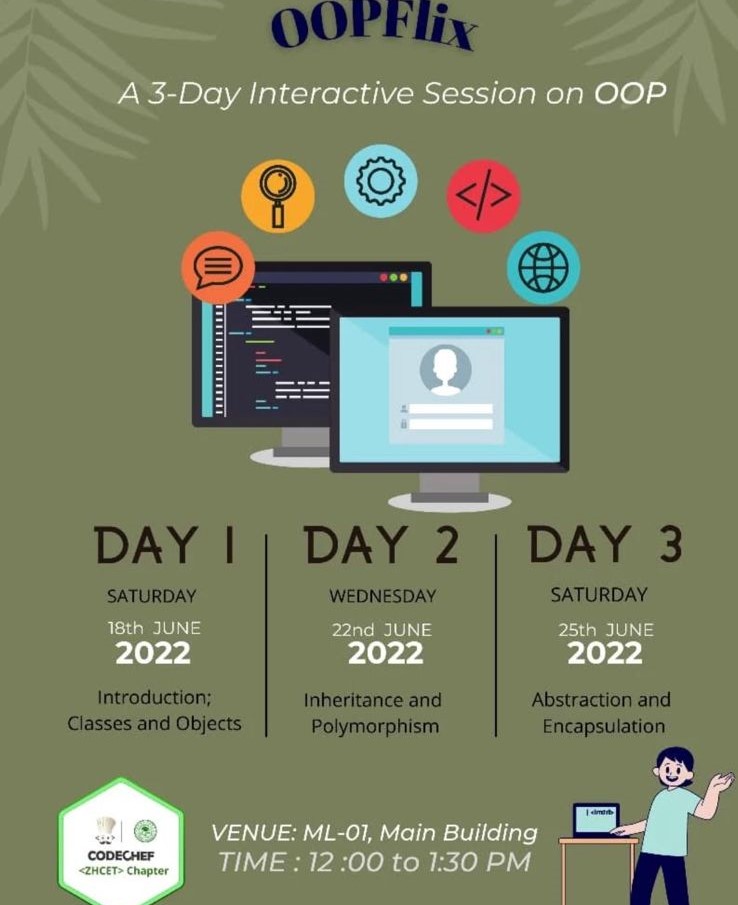 OOPFlix
A 3-Day Interactive Session on OOP
</>
DAY 1
SATURDAY
18th JUNE
2022
Introduction;
Classes and Objects
DAY 2
WEDNESDAY
22nd JUNE
2022
Inheritance and
Polymorphism
DAY 3
SATURDAY
25th JUNE
2022
Abstraction and
Encapsulation
CODECHEF
<ZHCET> Chapter
VENUE: ML-01, Main Building
TIME : 12 :00 to 1:30 PM